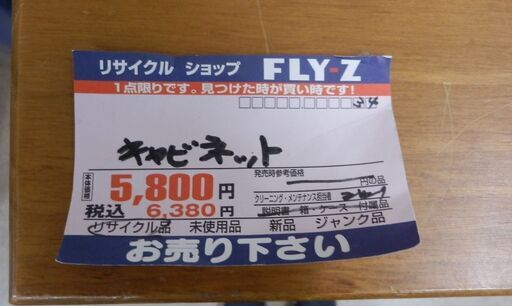 リサイクル ショップ FLY-Z
1点限りです。見つけた時が買い時です!
キャビネット
発売時参考価格
円の品
本体価格 5,800円
クリーニング・メンテナンス担当者
税込 6,380円
説明書・箱・ケース・付属品
リサイクル品 未使用品 新品 ジャンク品
お売り下さい